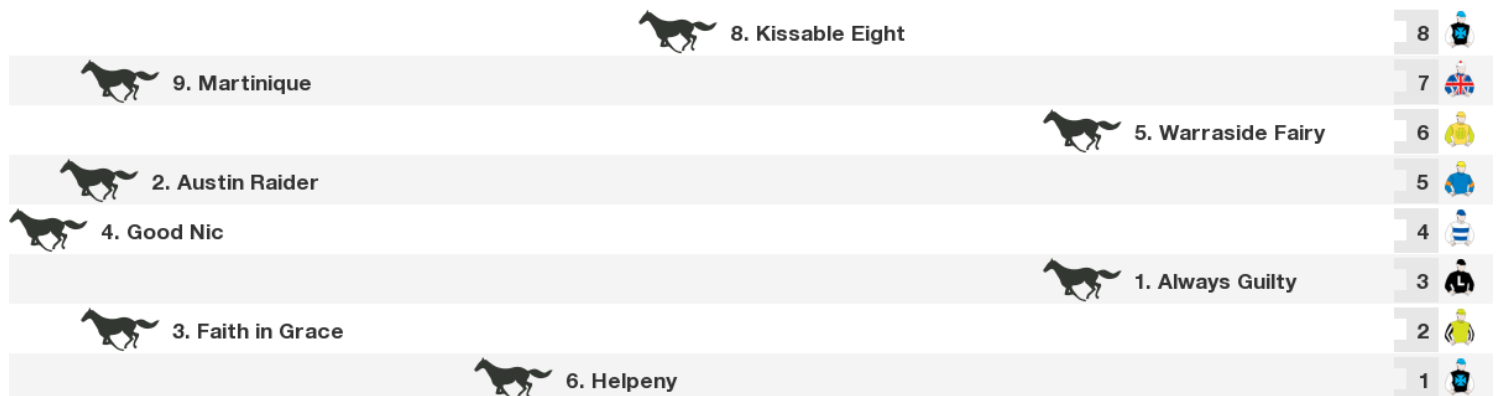 8. Kissable Eight 8
9. Martinique 7
5. Warraside Fairy 6
2. Austin Raider 5
4. Good Nic 4
1. Always Guilty 3 L
3. Faith in Grace 2
6. Helpeny 1